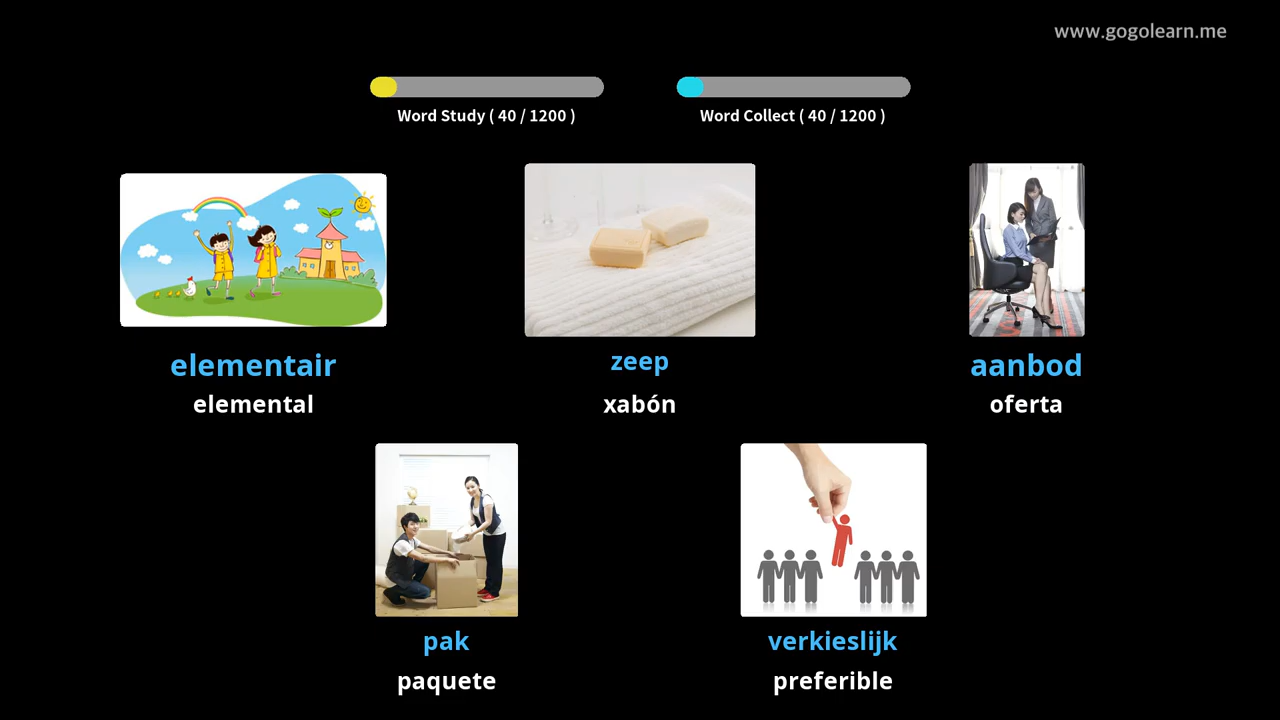 www.gogolearn.me
Word Study ( 40 / 1200 )
Word Collect ( 40 / 1200 )
elementair
elemental
zeep
xabón
aanbod
oferta
pak
paquete
verkieslijk
preferible